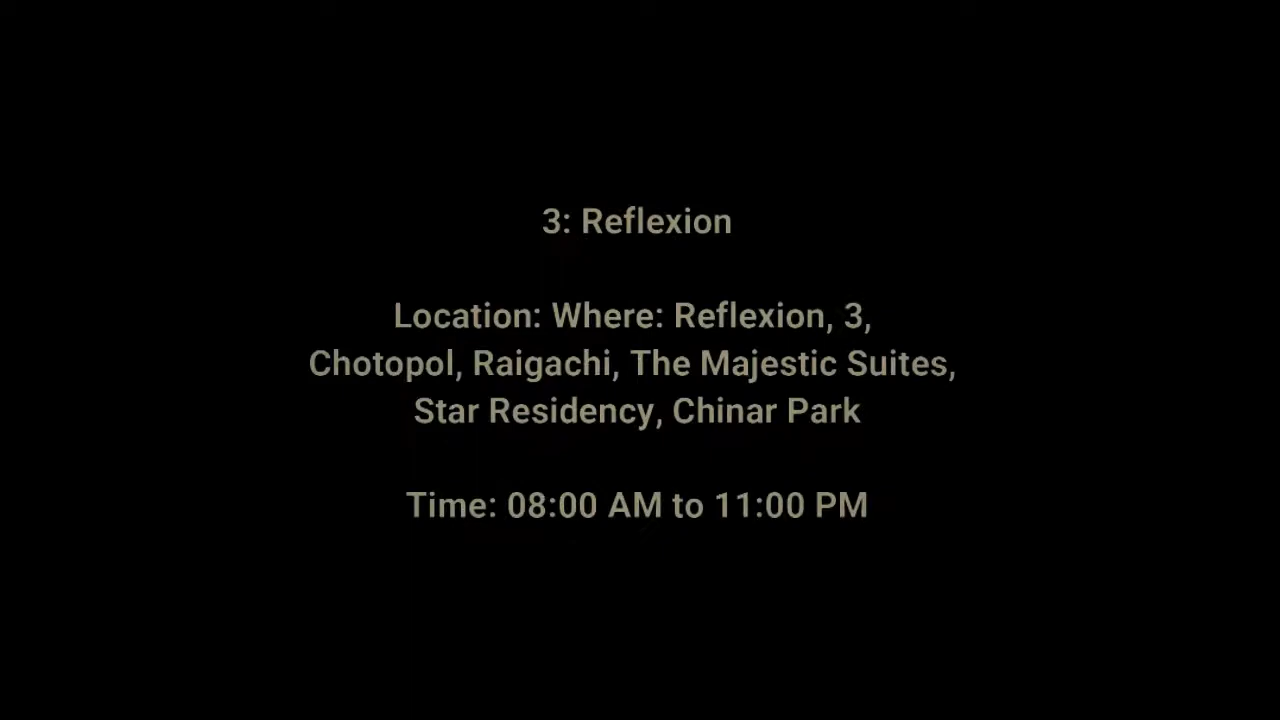 3: Reflexion
Location: Where: Reflexion, 3,
Chotopol, Raigachi, The Majestic Suites,
Star Residency, Chinar Park
Time: 08:00 AM to 11:00 PM